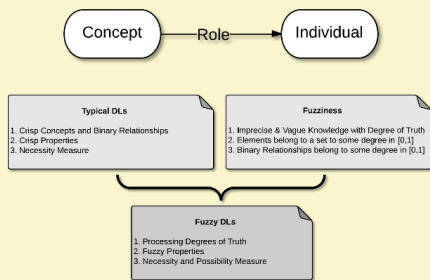 Concept
Role
Individual
Typical DLs
1. Crisp Concepts and Binary Relationships
2. Crisp Properties
3. Necessity Measure
Fuzziness
1. Imprecise & Vague Knowledge with Degree of Truth
2. Elements belong to a set to some degree in [0,1]
3. Binary Relationships belong to some degree in [0,1]
Fuzzy DLs
1. Processing Degrees of Truth
2. Fuzzy Properties
3. Necessity and Possibility Measure